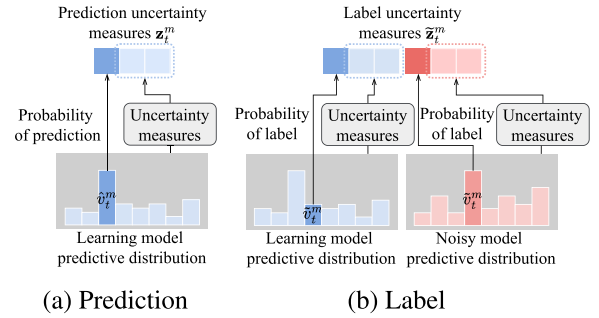 Prediction uncertainty
measures z_t^m
Probability
of prediction
Uncertainty
measures
v̂_t^m
Learning model
predictive distribution
(a) Prediction
Label uncertainty
measures z̃_t^m
Probability
of label
Uncertainty
measures
Probability
of label
Uncertainty
measures
ṽ_t^m
ṽ_t^m
Learning model
predictive distribution
Noisy model
predictive distribution
(b) Label